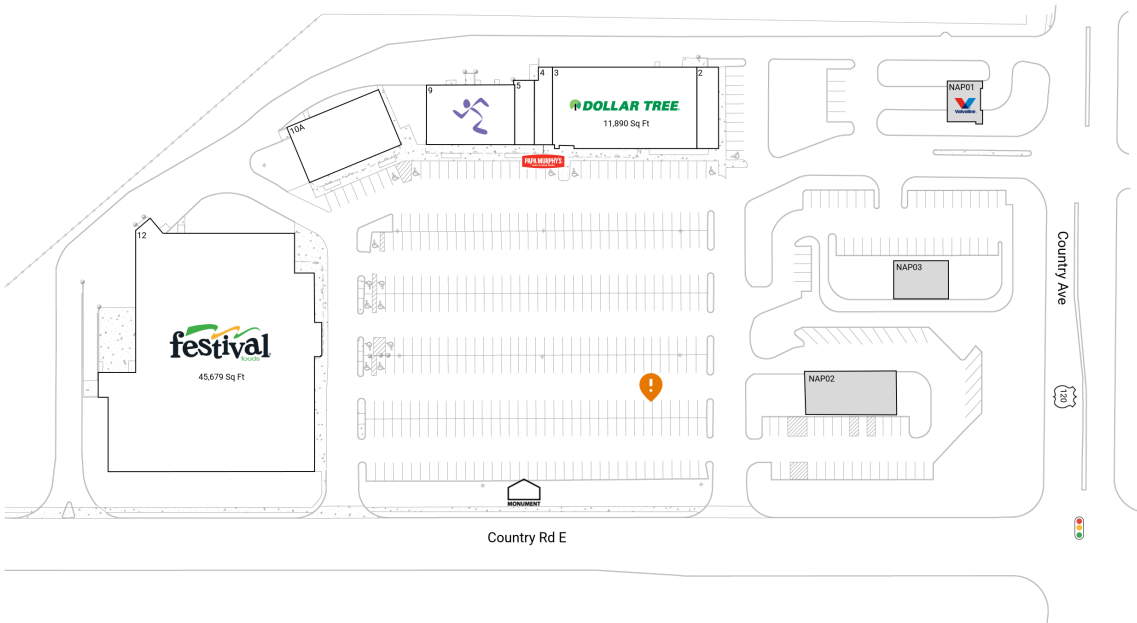 4
3
2
5
9
10A
DOLLAR TREE
11,890 Sq Ft
NAP01
Valvoline
PAPA MURPHY'S
12
Country Ave
NAP03
festival
foods
45,679 Sq Ft
NAP02
120
MONUMENT
Country Rd E